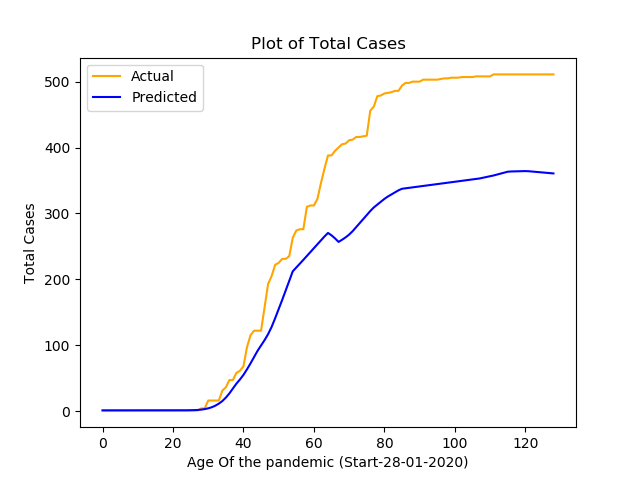 Plot of Total Cases
Actual
Predicted
Total Cases
500
400
300
200
100
0
0 20 40 60 80 100 120
Age Of the pandemic (Start-28-01-2020)